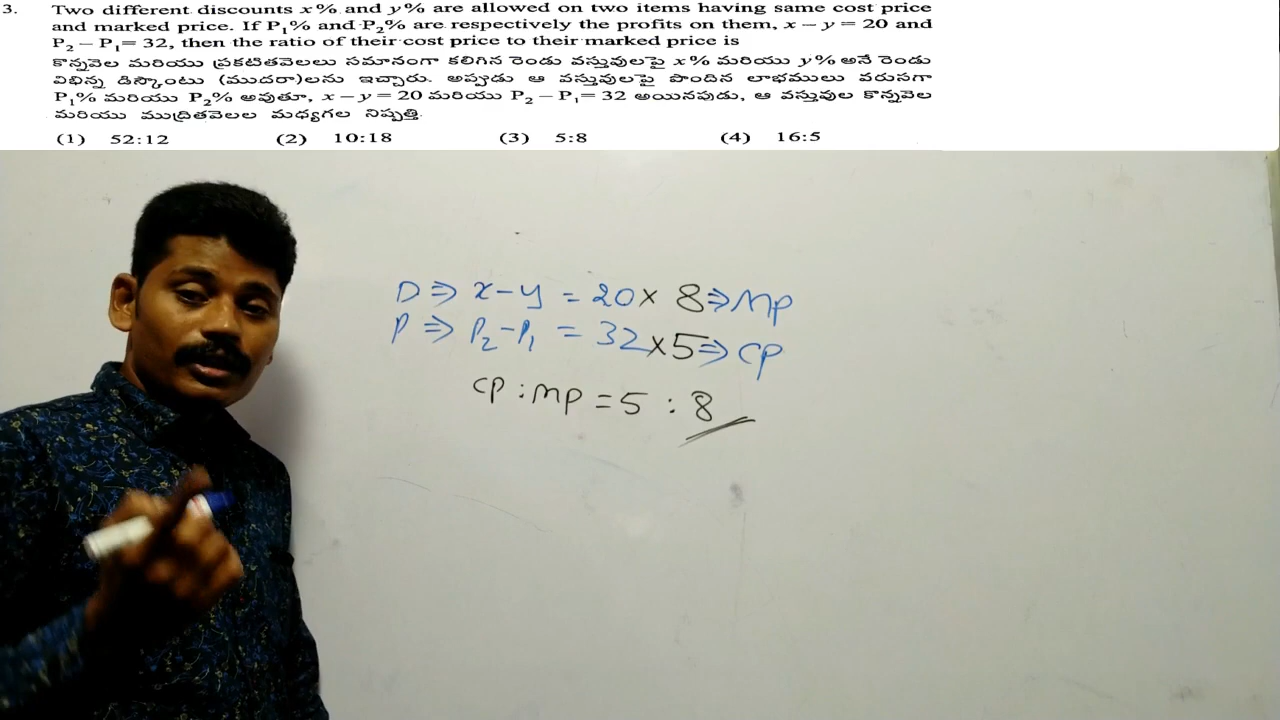 3. Two different discounts x% and y% are allowed on two items having same cost price
and marked price. If P₁% and P₂% are respectively the profits on them, x − y = 20 and
P₂ − P₁= 32, then the ratio of their cost price to their marked price is
కొన్నవెల మరియు ప్రకటితవెలలు సమానంగా కలిగిన రెండు వస్తువులపై x% మరియు y% అనే రెండు
విభిన్న డిస్కౌంటు (ముదరా)లను ఇచ్చారు. అప్పుడు ఆ వస్తువులపై పొందిన లాభములు వరుసగా
P₁% మరియు P₂% అవుతూ, x − y = 20 మరియు P₂ − P₁= 32 అయినపుడు, ఆ వస్తువుల కొన్నవెల
మరియు ముద్రితవెలల మధ్యగల నిష్పత్తి.
(1) 52:12 (2) 10:18 (3) 5:8 (4) 16:5
D ⇒ x−y = 20 × 8 ⇒ MP
P ⇒ P₂−P₁ = 32 × 5 ⇒ CP
CP : MP = 5 : 8